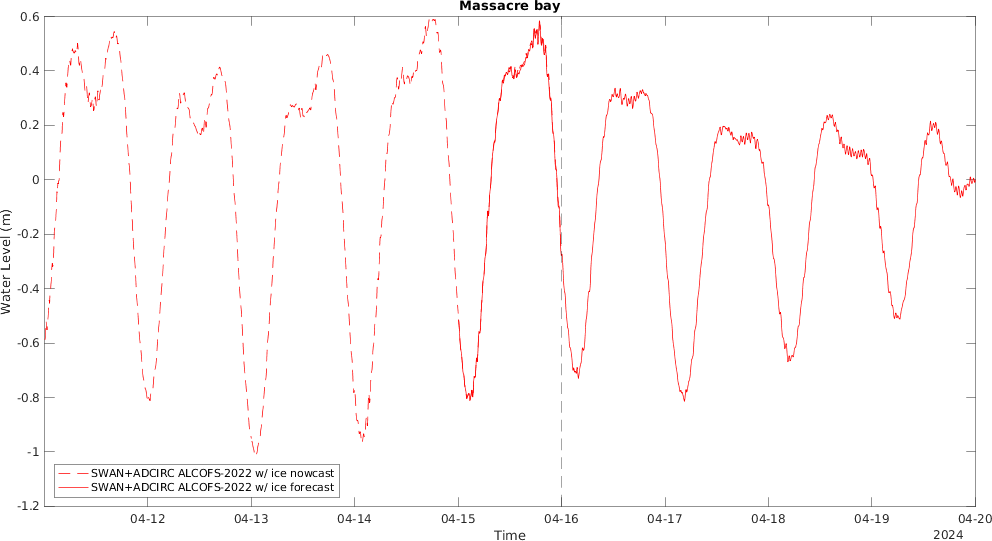 Massacre bay
0.6
0.4
0.2
0
-0.2
-0.4
-0.6
-0.8
-1
-1.2
Water Level (m)
SWAN+ADCIRC ALCOFS-2022 w/ ice nowcast
SWAN+ADCIRC ALCOFS-2022 w/ ice forecast
04-12 04-13 04-14 04-15 04-16 04-17 04-18 04-19 04-20
Time
2024